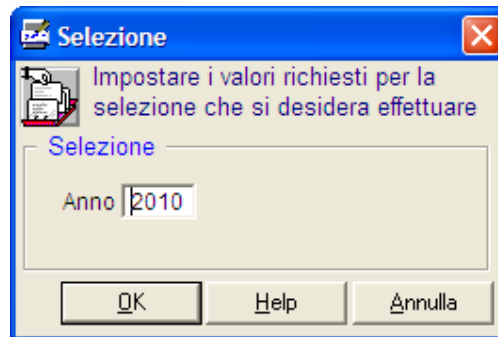 Selezione
Impostare i valori richiesti per la
selezione che si desidera effettuare
Selezione
Anno 2010
OK Help Annulla